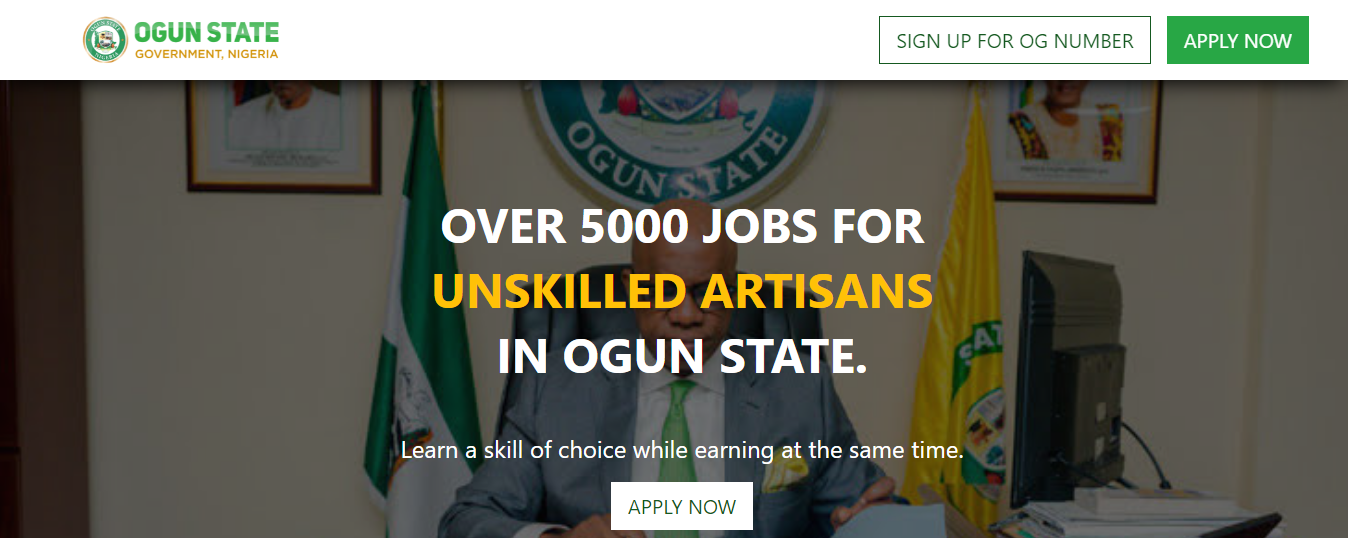 OGUN STATE
GOVERNMENT, NIGERIA
SIGN UP FOR OG NUMBER
APPLY NOW
OGUN STATE
OVER 5000 JOBS FOR
UNSKILLED ARTISANS
IN OGUN STATE.
Learn a skill of choice while earning at the same time.
APPLY NOW